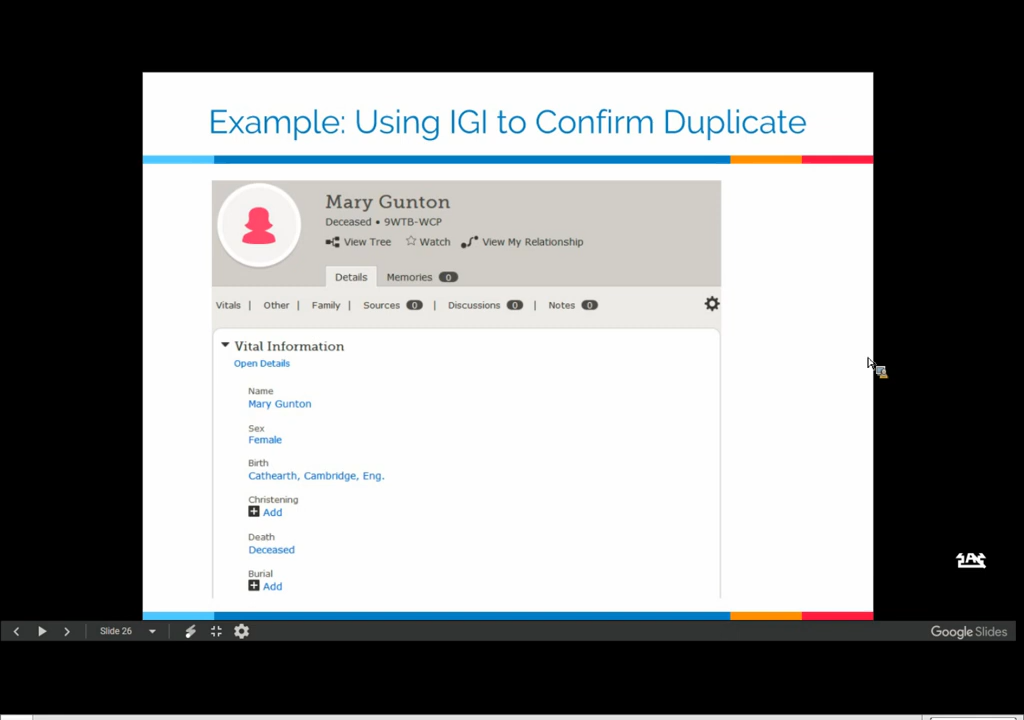 Example: Using IGI to Confirm Duplicate
Mary Gunton
Deceased • 9WTB-WCP
View Tree Watch View My Relationship
Details Memories 0
Vitals | Other | Family | Sources 0 | Discussions 0 | Notes 0
Vital Information
Open Details
Name
Mary Gunton
Sex
Female
Birth
Cathearth, Cambridge, Eng.
Christening
Add
Death
Deceased
Burial
Add
Slide 26
Google Slides